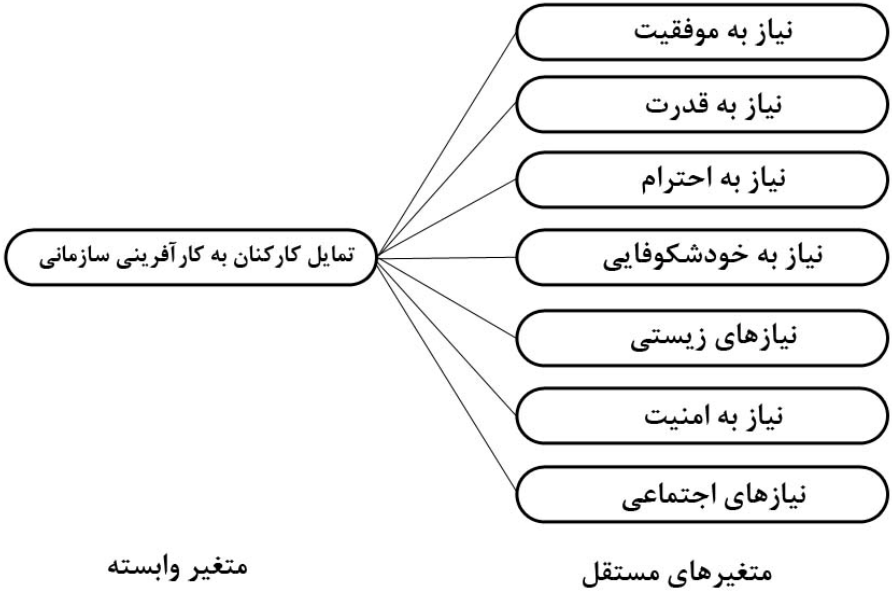 نیاز به موفقیت
نیاز به قدرت
نیاز به احترام
نیاز به خودشکوفایی
نیازهای زیستی
نیاز به امنیت
نیازهای اجتماعی
تمایل کارکنان به کارآفرینی سازمانی
متغیرهای مستقل
متغیر وابسته